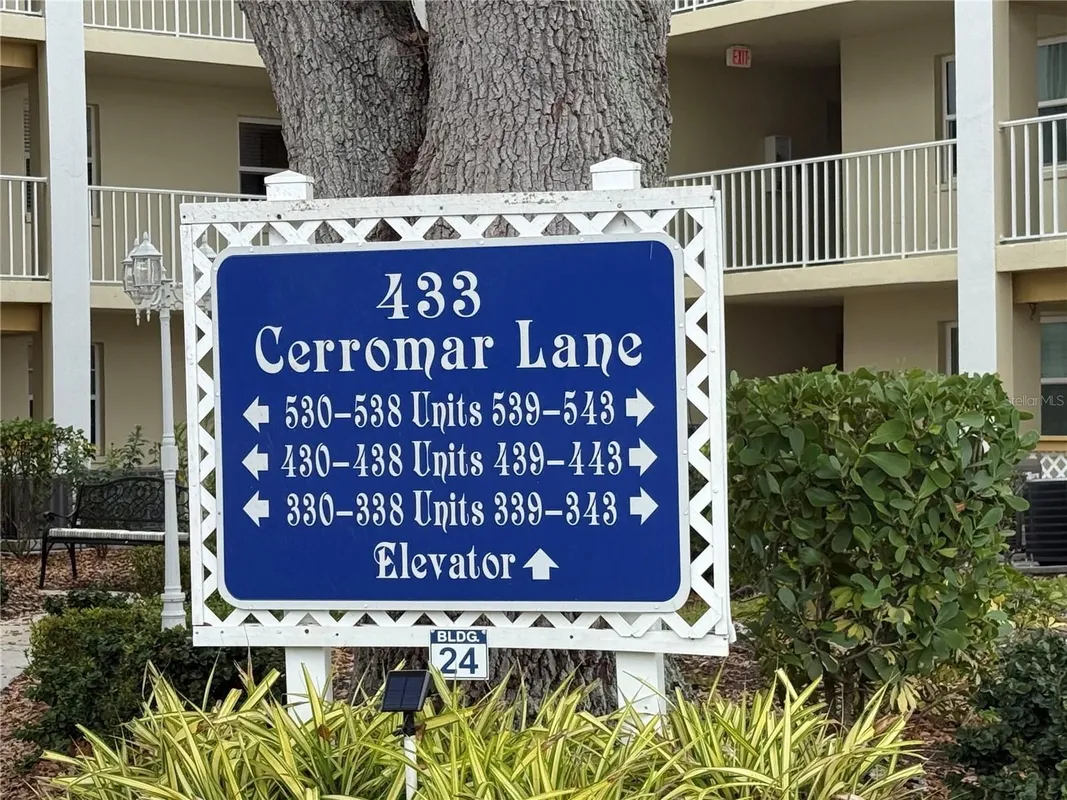 EXIT
433
Cerromar Lane
← 530-538 Units 539-543 →
← 430-438 Units 439-443 →
← 330-338 Units 339-343 →
Elevator ↑
BLDG.
24
StellarMLS